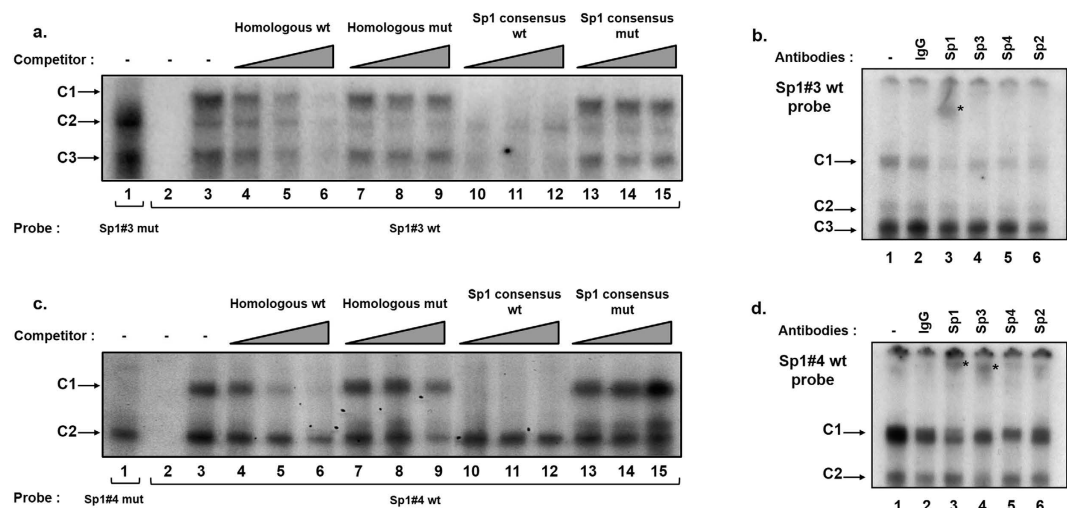 a.
Homologous wt Homologous mut Sp1 consensus wt Sp1 consensus mut
Competitor : - - -
C1
C2
C3
1 2 3 4 5 6 7 8 9 10 11 12 13 14 15
Probe : Sp1#3 mut Sp1#3 wt
b.
Antibodies : - IgG Sp1 Sp3 Sp4 Sp2
Sp1#3 wt
probe
*
C1
C2
C3
1 2 3 4 5 6
c.
Homologous wt Homologous mut Sp1 consensus wt Sp1 consensus mut
Competitor : - - -
C1
C2
1 2 3 4 5 6 7 8 9 10 11 12 13 14 15
Probe : Sp1#4 mut Sp1#4 wt
d.
Antibodies : - IgG Sp1 Sp3 Sp4 Sp2
Sp1#4 wt
probe
* *
C1
C2
1 2 3 4 5 6